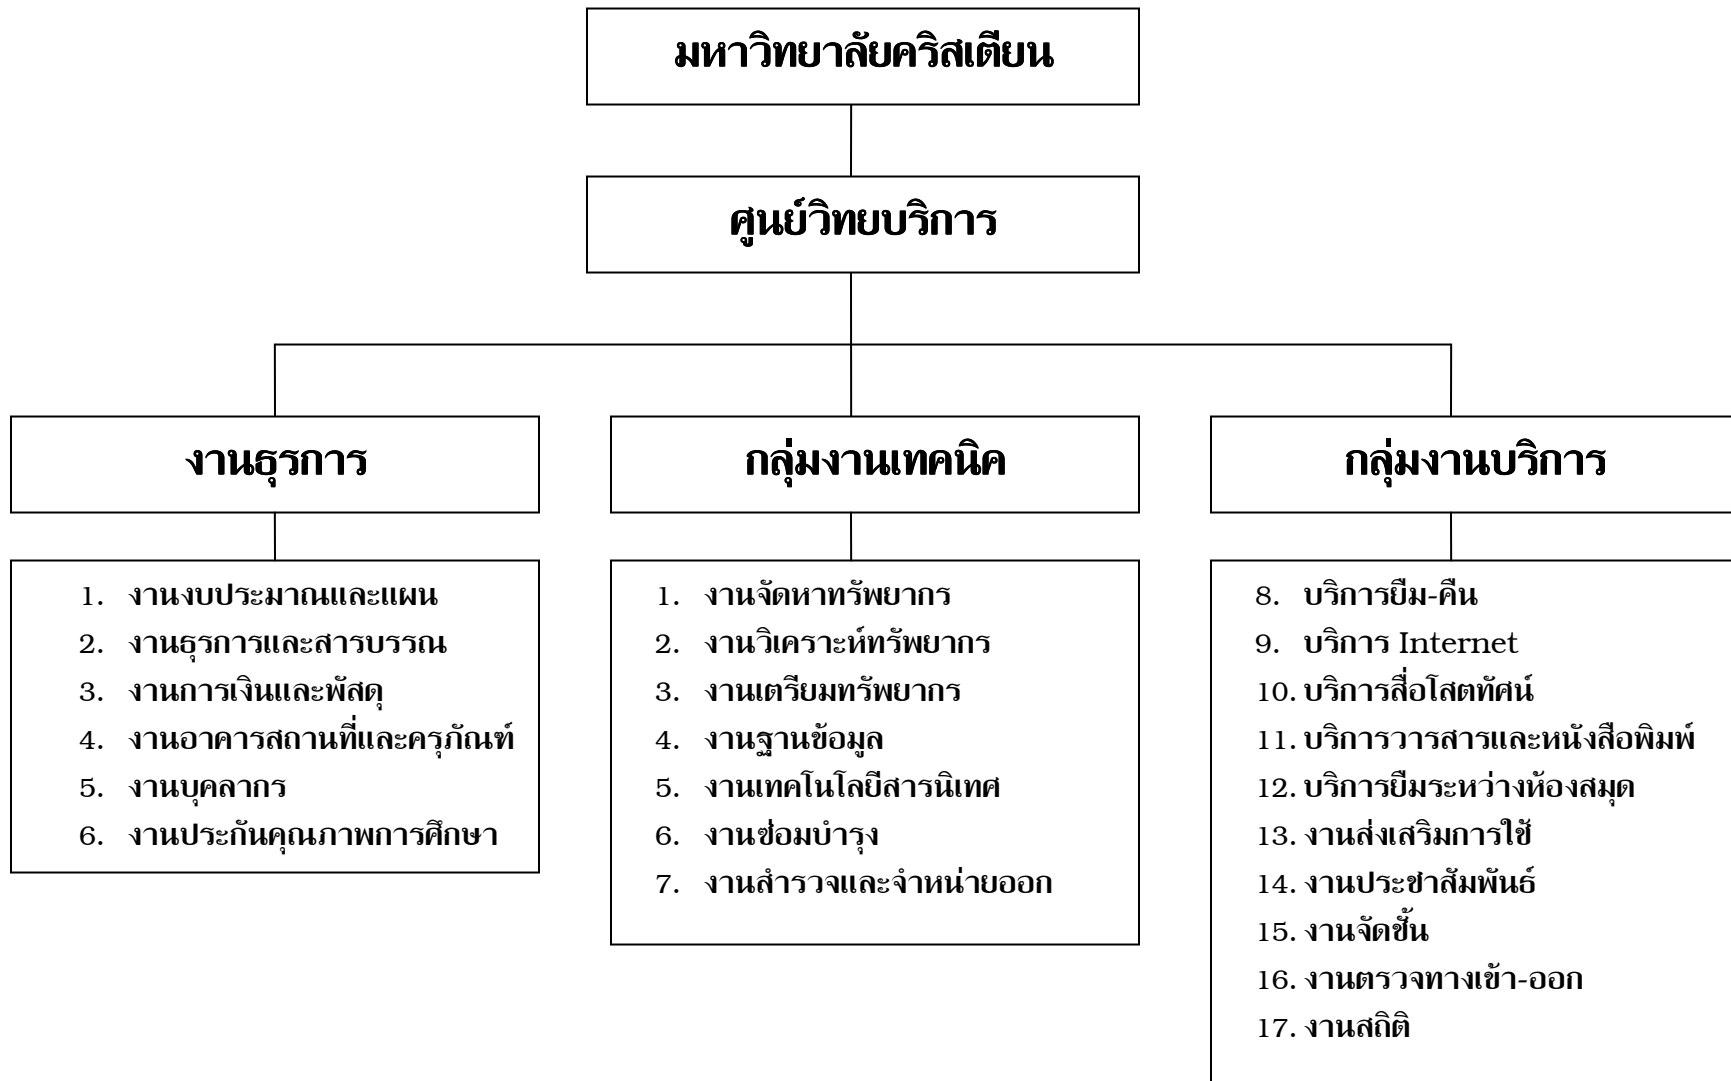 มหาวิทยาลัยคริสเตียน
ศูนย์วิทยบริการ
งานธุรการ
1. งานงบประมาณและแผน
2. งานธุรการและสารบรรณ
3. งานการเงินและพัสดุ
4. งานอาคารสถานที่และครุภัณฑ์
5. งานบุคลากร
6. งานประกันคุณภาพการศึกษา
กลุ่มงานเทคนิค
1. งานจัดหาทรัพยากร
2. งานวิเคราะห์ทรัพยากร
3. งานเตรียมทรัพยากร
4. งานฐานข้อมูล
5. งานเทคโนโลยีสารนิเทศ
6. งานซ่อมบำรุง
7. งานสำรวจและจำหน่ายออก
กลุ่มงานบริการ
8. บริการยืม-คืน
9. บริการ Internet
10. บริการสื่อโสตทัศน์
11. บริการวารสารและหนังสือพิมพ์
12. บริการยืมระหว่างห้องสมุด
13. งานส่งเสริมการใช้
14. งานประชาสัมพันธ์
15. งานจัดชั้น
16. งานตรวจทางเข้า-ออก
17. งานสถิติ